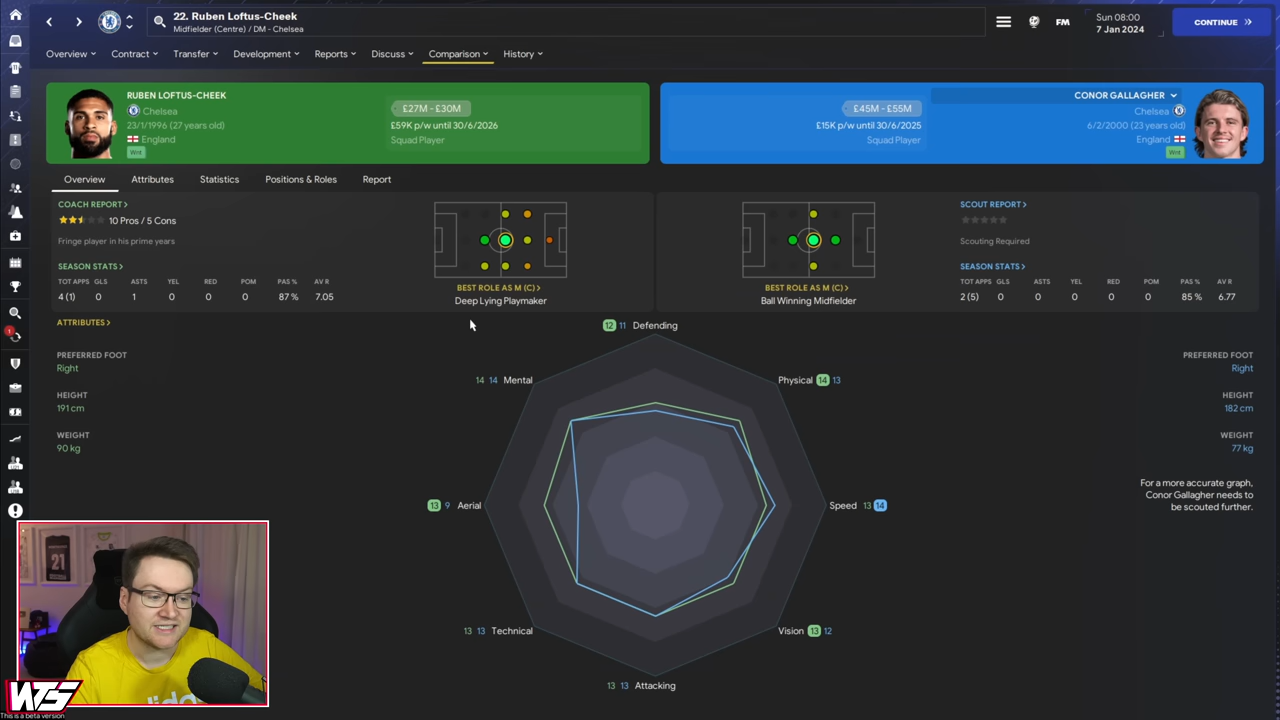 22. Ruben Loftus-Cheek
Midfielder (Centre) / DM - Chelsea
FM
Sun 08:00
7 Jan 2024
CONTINUE
Overview
Contract
Transfer
Development
Reports
Discuss
Comparison
History
RUBEN LOFTUS-CHEEK
Chelsea
23/1/1996 (27 years old)
England
Wnt
£27M - £30M
£59K p/w until 30/6/2026
Squad Player
£45M - £55M
£15K p/w until 30/6/2025
Squad Player
CONOR GALLAGHER
Chelsea
6/2/2000 (23 years old)
England
Wnt
Overview
Attributes
Statistics
Positions & Roles
Report
COACH REPORT
10 Pros / 5 Cons
Fringe player in his prime years
SEASON STATS
TOT APPS GLS ASTS YEL RED POM PAS % AV R
4 (1) 0 1 0 0 0 87 % 7.05
BEST ROLE AS M (C)
Deep Lying Playmaker
BEST ROLE AS M (C)
Ball Winning Midfielder
SCOUT REPORT
Scouting Required
SEASON STATS
TOT APPS GLS ASTS YEL RED POM PAS % AV R
2 (5) 0 0 0 0 0 85 % 6.77
ATTRIBUTES
PREFERRED FOOT
Right
HEIGHT
191 cm
WEIGHT
90 kg
12 11 Defending
14 14 Mental
Physical 14 13
13 9 Aerial
Speed 13 14
13 13 Technical
Vision 13 12
13 13 Attacking
PREFERRED FOOT
Right
HEIGHT
182 cm
WEIGHT
77 kg
For a more accurate graph,
Conor Gallagher needs to
be scouted further.
1
21
WTS
This is a beta version